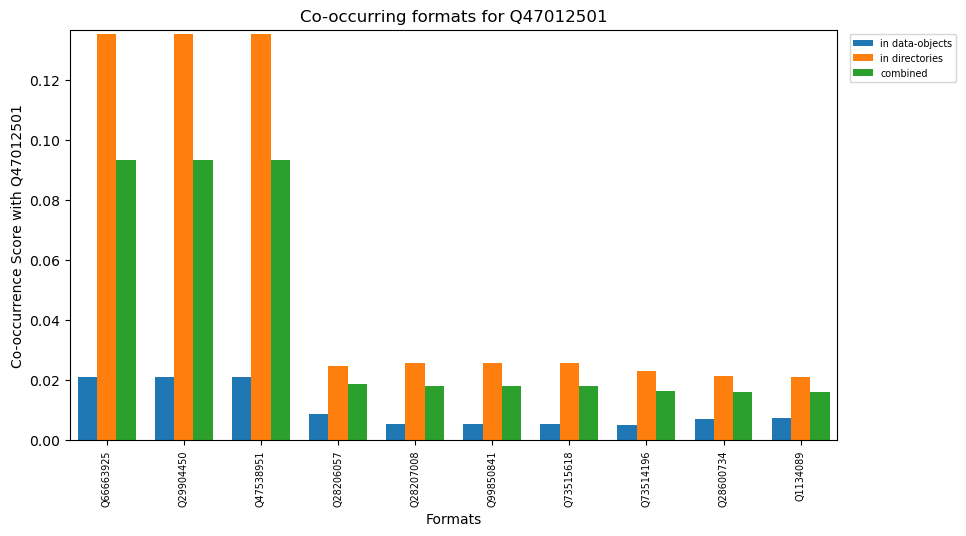 Co-occurring formats for Q47012501
in data-objects
in directories
combined
Co-occurrence Score with Q47012501
0.12
0.10
0.08
0.06
0.04
0.02
0.00
Q66663925
Q29904450
Q47538951
Q28206057
Q28207008
Q99850841
Q73515618
Q73514196
Q28600734
Q1134089
Formats